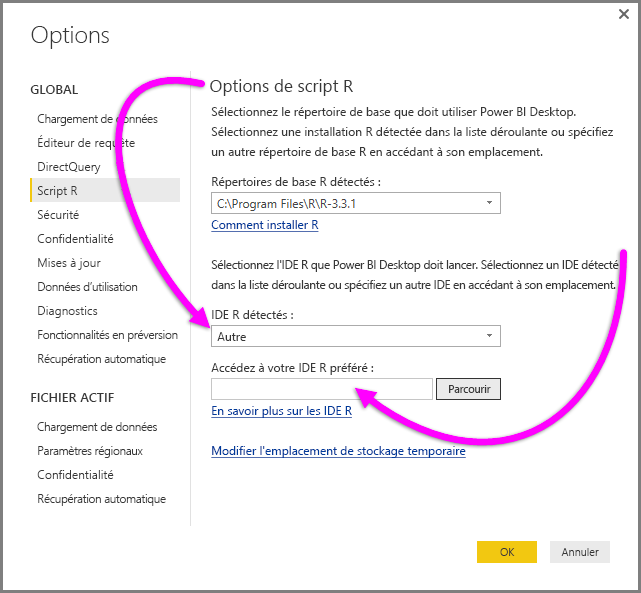 Options
GLOBAL
Chargement de données
Éditeur de requête
DirectQuery
Script R
Sécurité
Confidentialité
Mises à jour
Données d'utilisation
Diagnostics
Fonctionnalités en préversion
Récupération automatique
FICHIER ACTIF
Chargement de données
Paramètres régionaux
Confidentialité
Récupération automatique
Options de script R
Sélectionnez le répertoire de base que doit utiliser Power BI Desktop.
Sélectionnez une installation R détectée dans la liste déroulante ou spécifiez
un autre répertoire de base R en accédant à son emplacement.
Répertoires de base R détectés :
C:\Program Files\R\R-3.3.1
Comment installer R
Sélectionnez l'IDE R que Power BI Desktop doit lancer. Sélectionnez un IDE détecté
dans la liste déroulante ou spécifiez un autre IDE en accédant à son emplacement.
IDE R détectés :
Autre
Accédez à votre IDE R préféré :
Parcourir
En savoir plus sur les IDE R
Modifier l'emplacement de stockage temporaire
OK
Annuler